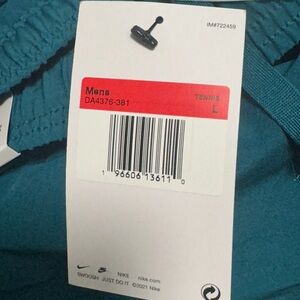 IM#722459
Mens
TENNIS
DA4376-381
L
1 96606 13611 0
NIKE nike.com
SWOOSH JUST DO IT ©2021 Nike